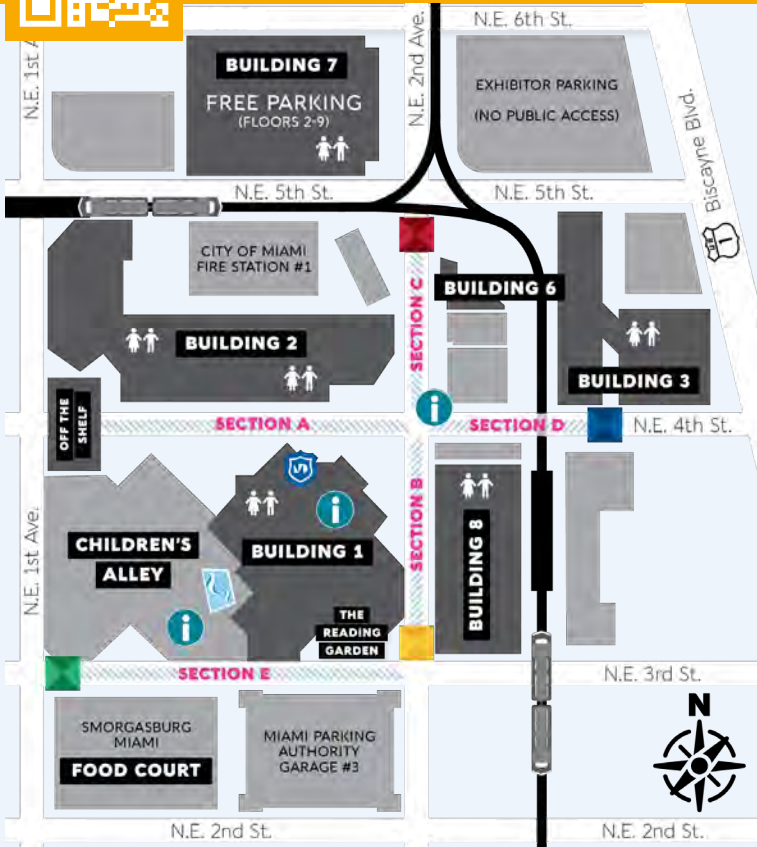 N.E. 6th St.
N.E. 1st A
BUILDING 7
FREE PARKING
(FLOORS 2-9)
N.E. 2nd Ave.
EXHIBITOR PARKING
(NO PUBLIC ACCESS)
Biscayne Blvd.
N.E. 5th St.
N.E. 5th St.
1
CITY OF MIAMI
FIRE STATION #1
SECTION C
BUILDING 6
BUILDING 2
BUILDING 3
OFF THE
SHELF
SECTION A
i
SECTION D
N.E. 4th St.
i
CHILDREN'S
ALLEY
BUILDING 1
SECTION B
BUILDING 8
N.E. 1st Ave.
i
THE
READING
GARDEN
SECTION E
N.E. 3rd St.
SMORGASBURG
MIAMI
FOOD COURT
MIAMI PARKING
AUTHORITY
GARAGE #3
N
N.E. 2nd St.
N.E. 2nd St.